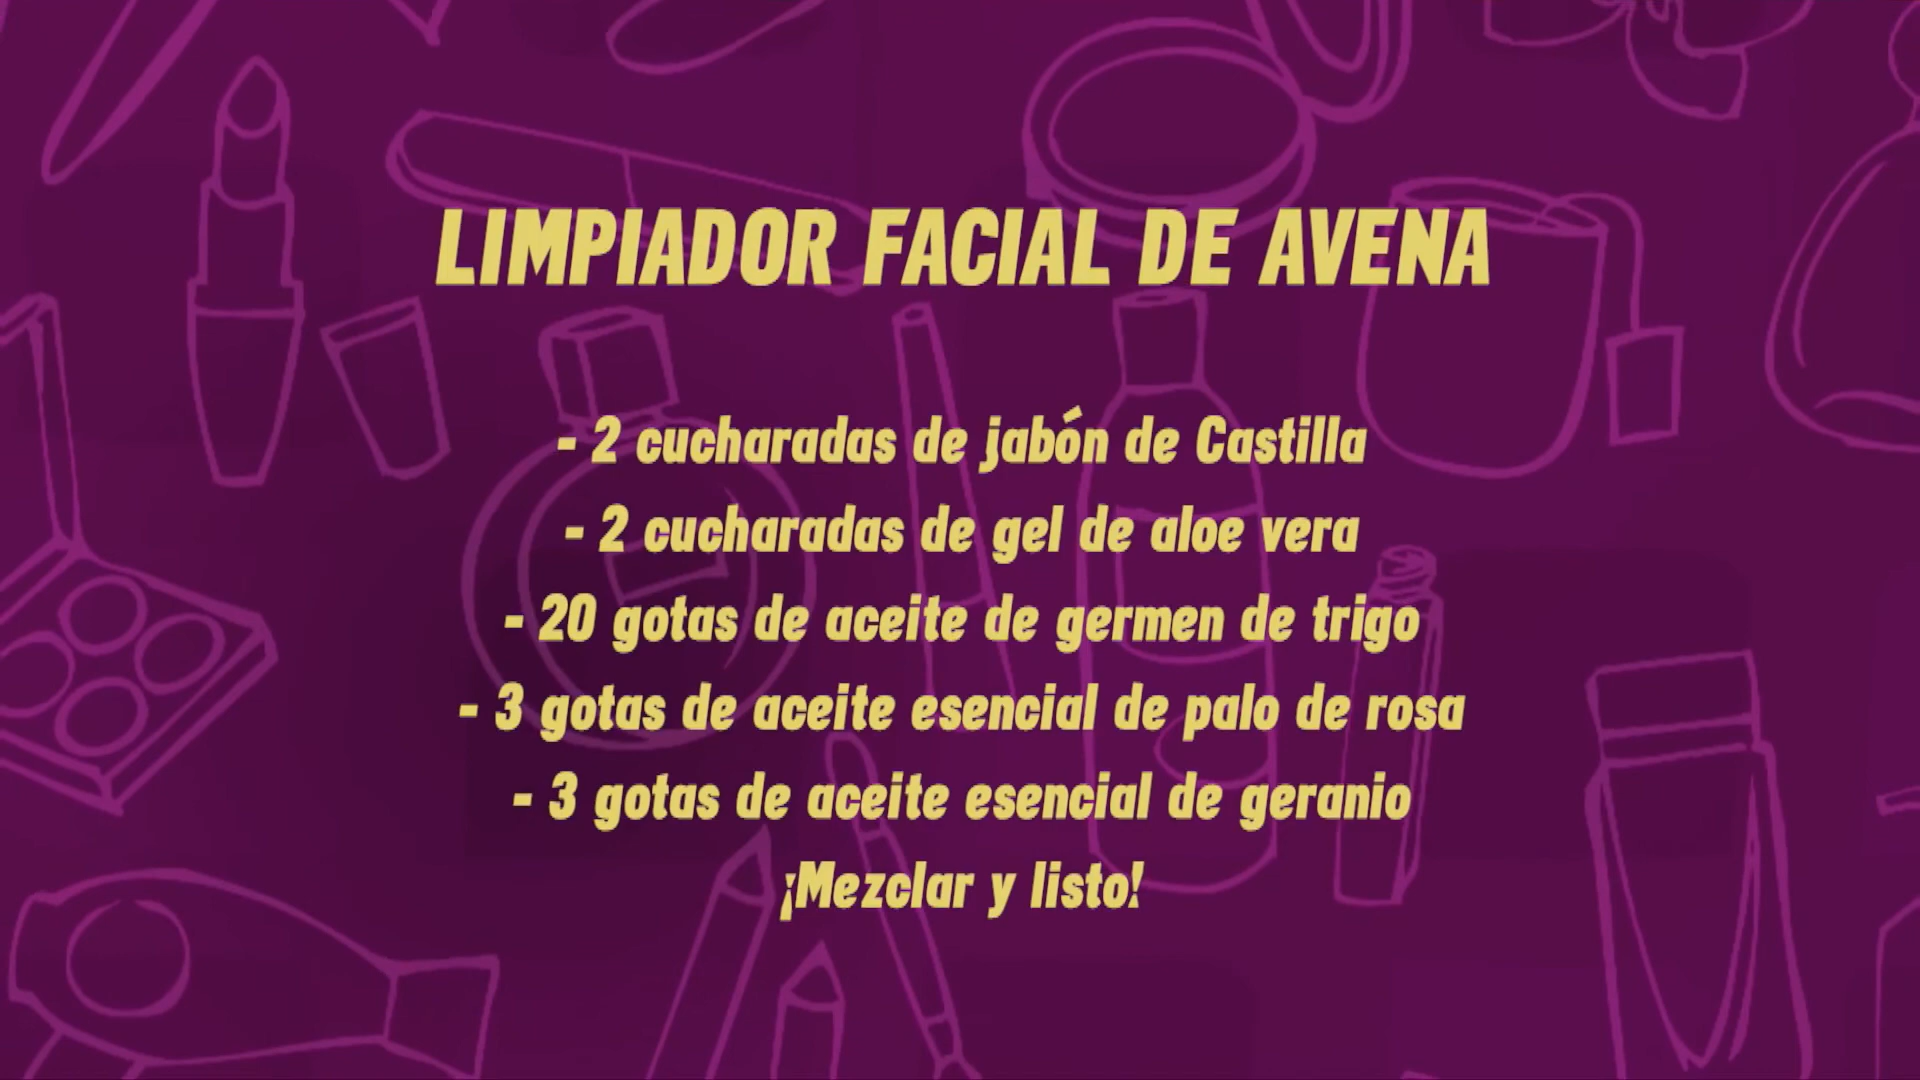 LIMPIADOR FACIAL DE AVENA
- 2 cucharadas de jabón de Castilla
- 2 cucharadas de gel de aloe vera
- 20 gotas de aceite de germen de trigo
- 3 gotas de aceite esencial de palo de rosa
- 3 gotas de aceite esencial de geranio
¡Mezclar y listo!